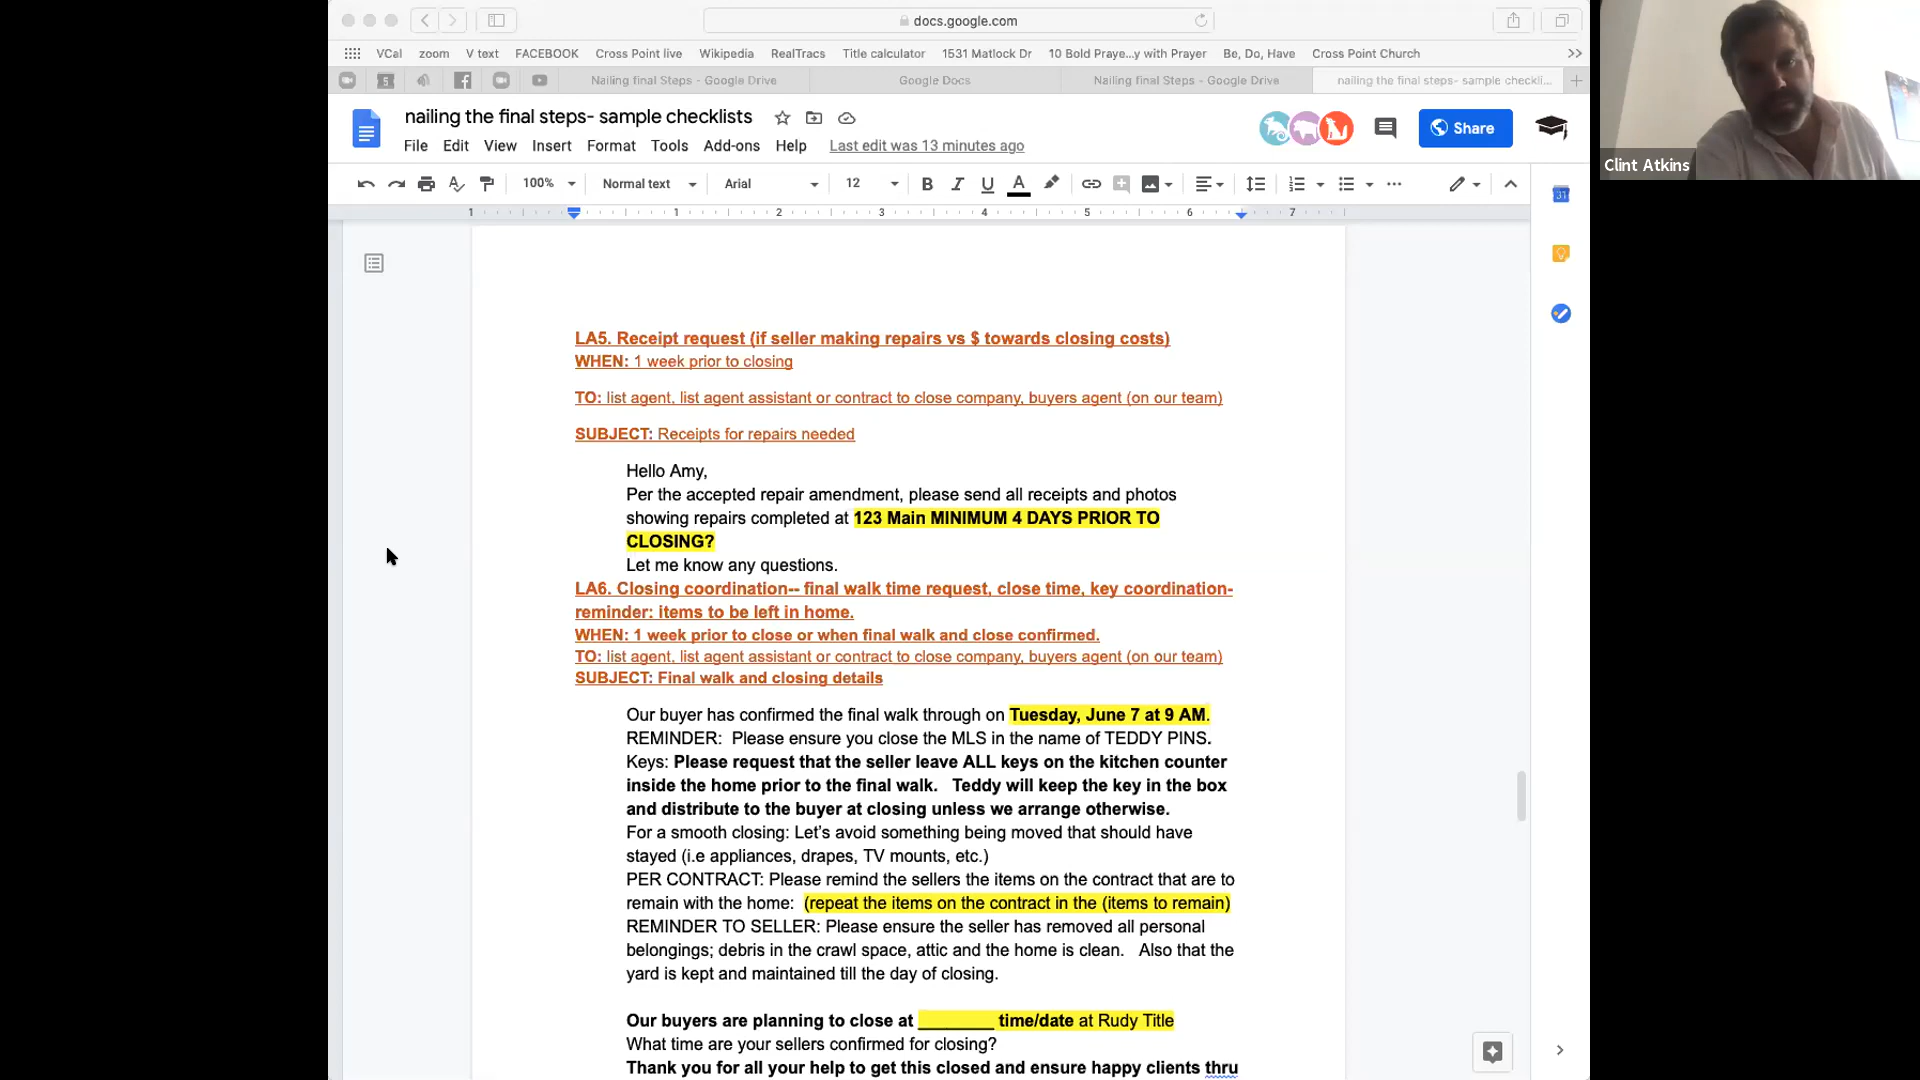 docs.google.com
VCal zoom V text FACEBOOK Cross Point live Wikipedia RealTracs Title calculator 1531 Matlock Dr 10 Bold Praye...y with Prayer Be, Do, Have Cross Point Church
5 Nailing final Steps - Google Drive Google Docs Nailing final Steps - Google Drive nailing the final steps- sample checkli...
nailing the final steps- sample checklists
Share
File Edit View Insert Format Tools Add-ons Help Last edit was 13 minutes ago
Clint Atkins
100% Normal text Arial 12 B I U A
31
1 1 2 3 4 5 6 7
LA5. Receipt request (if seller making repairs vs $ towards closing costs)
WHEN: 1 week prior to closing
TO: list agent, list agent assistant or contract to close company, buyers agent (on our team)
SUBJECT: Receipts for repairs needed
Hello Amy,
Per the accepted repair amendment, please send all receipts and photos
showing repairs completed at 123 Main MINIMUM 4 DAYS PRIOR TO
CLOSING?
Let me know any questions.
LA6. Closing coordination-- final walk time request, close time, key coordination-
reminder: items to be left in home.
WHEN: 1 week prior to close or when final walk and close confirmed.
TO: list agent, list agent assistant or contract to close company, buyers agent (on our team)
SUBJECT: Final walk and closing details
Our buyer has confirmed the final walk through on Tuesday, June 7 at 9 AM.
REMINDER: Please ensure you close the MLS in the name of TEDDY PINS.
Keys: Please request that the seller leave ALL keys on the kitchen counter
inside the home prior to the final walk. Teddy will keep the key in the box
and distribute to the buyer at closing unless we arrange otherwise.
For a smooth closing: Let's avoid something being moved that should have
stayed (i.e appliances, drapes, TV mounts, etc.)
PER CONTRACT: Please remind the sellers the items on the contract that are to
remain with the home: (repeat the items on the contract in the (items to remain)
REMINDER TO SELLER: Please ensure the seller has removed all personal
belongings; debris in the crawl space, attic and the home is clean. Also that the
yard is kept and maintained till the day of closing.
Our buyers are planning to close at ________ time/date at Rudy Title
What time are your sellers confirmed for closing?
Thank you for all your help to get this closed and ensure happy clients thru